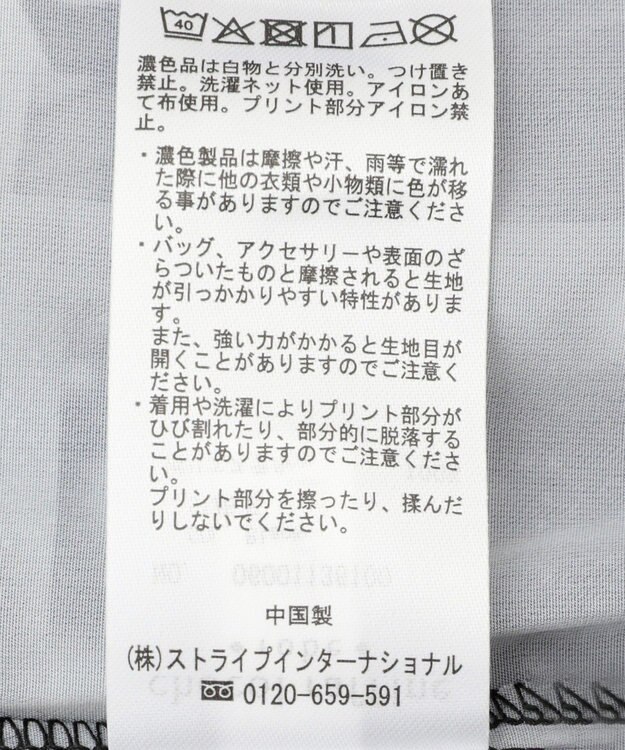 40
濃色品は白物と分別洗い。つけ置き
禁止。洗濯ネット使用。アイロンあ
て布使用。プリント部分アイロン禁
止。
・濃色製品は摩擦や汗、雨等で濡れ
た際に他の衣類や小物類に色が移
る事がありますのでご注意くださ
い。
・バッグ、アクセサリーや表面のざ
らついたものと摩擦されると生地
が引っかかりやすい特性がありま
す。
また、強い力がかかると生地目が
開くことがありますのでご注意く
ださい。
・着用や洗濯によりプリント部分が
ひび割れたり、部分的に脱落する
ことがありますのでご注意くださ
い。
プリント部分を擦ったり、揉んだ
りしないでください。
中国製
(株)ストライプインターナショナル
0120-659-591